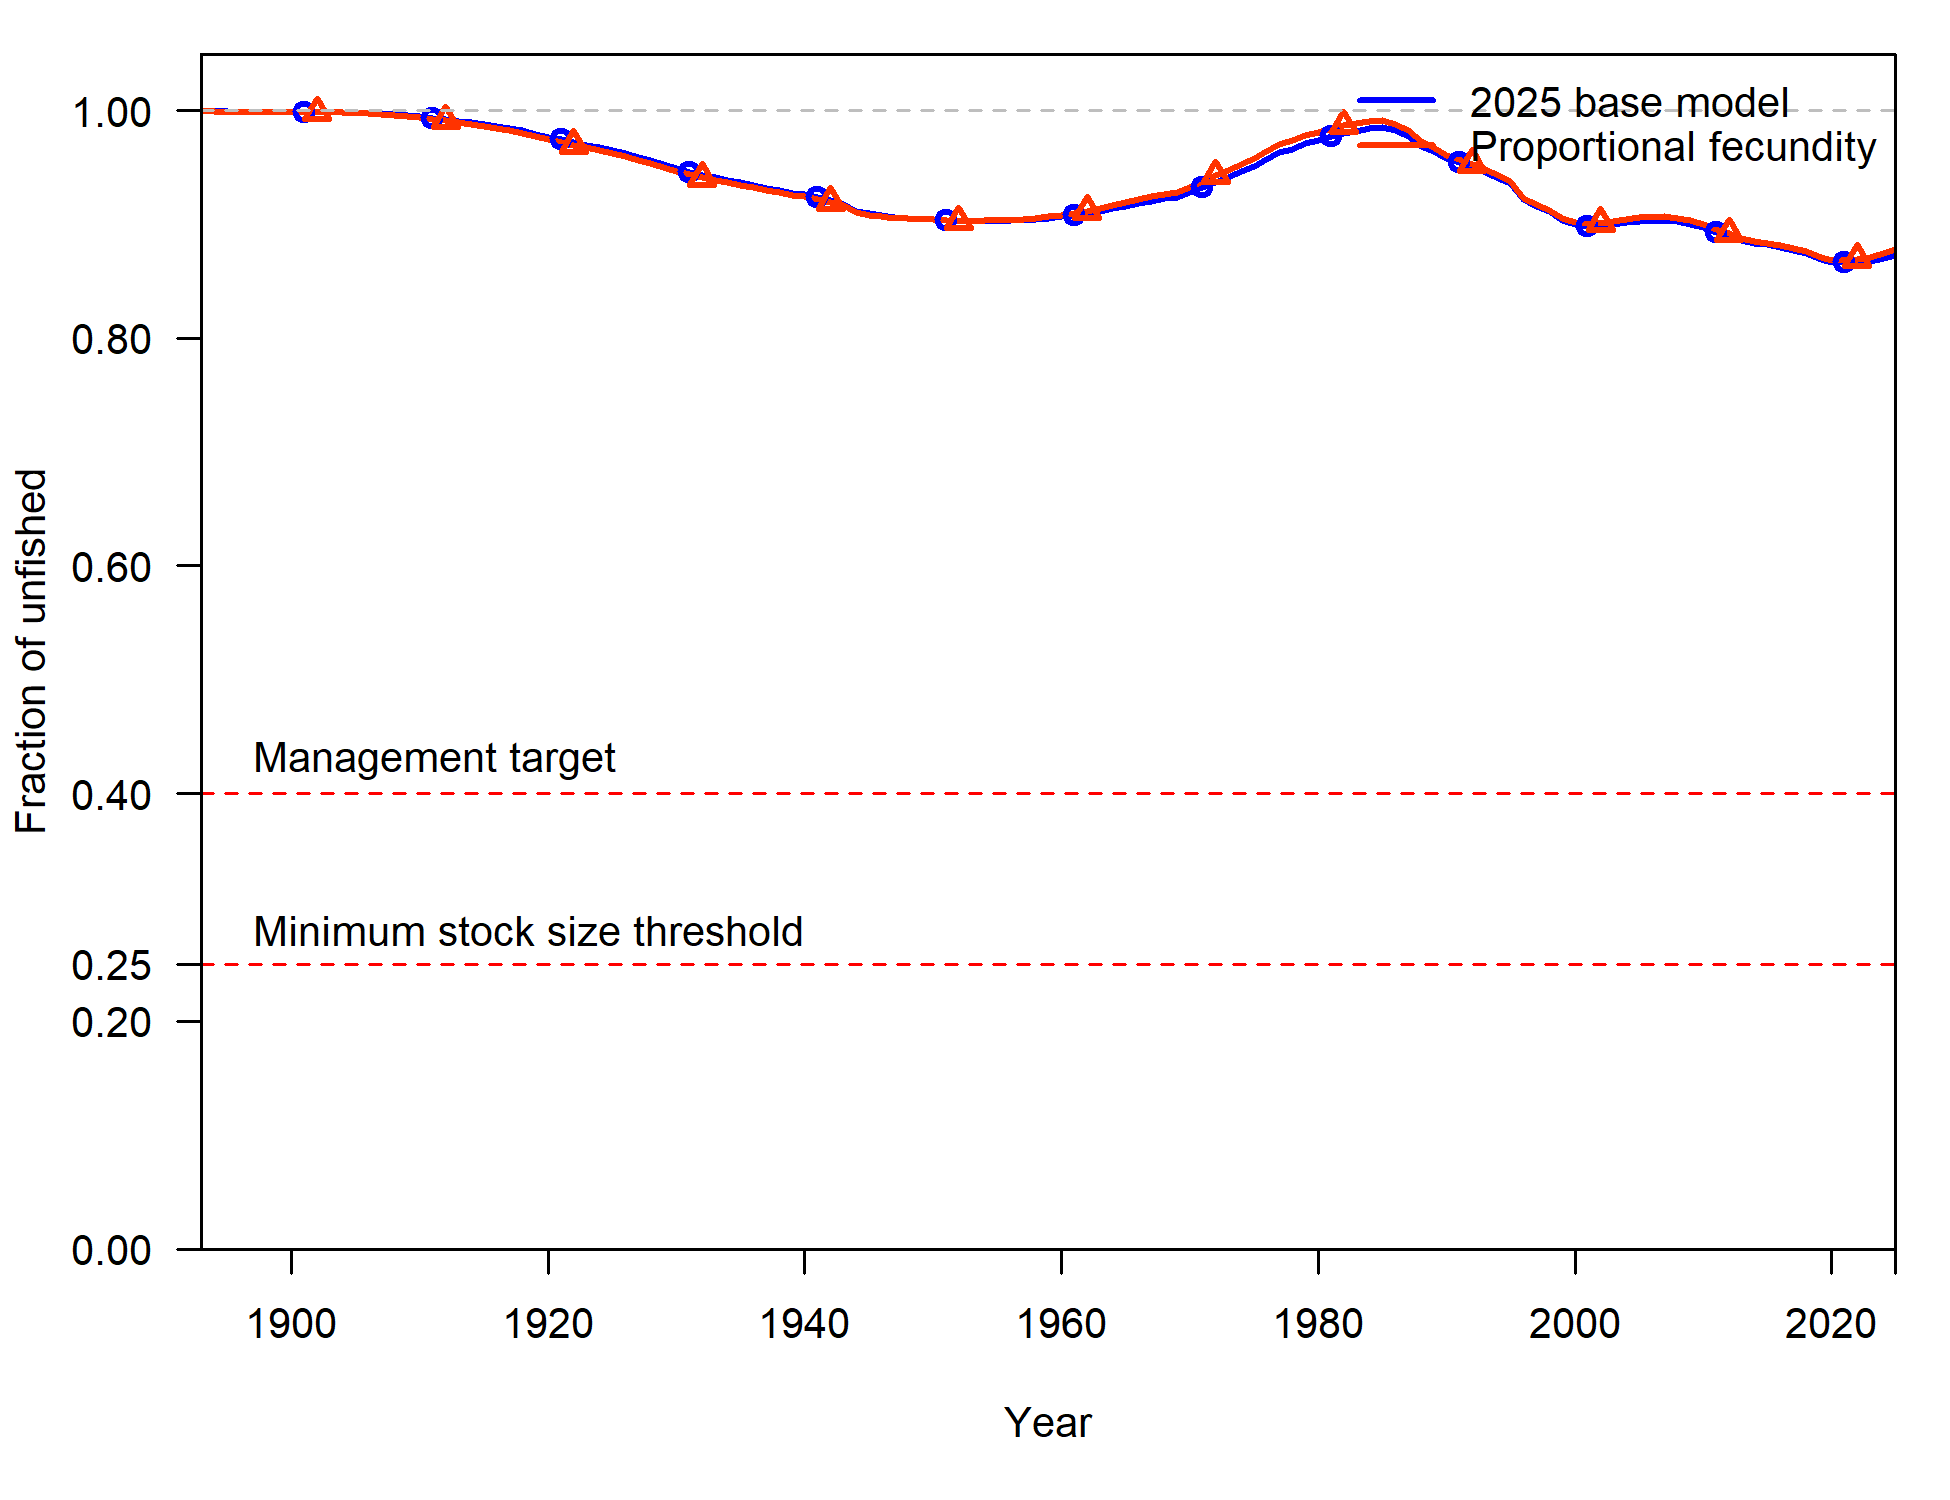 2025 base model
Proportional fecundity
1.00
0.80
0.60
Fraction of unfished
Management target
0.40
Minimum stock size threshold
0.25
0.20
0.00
1900 1920 1940 1960 1980 2000 2020
Year